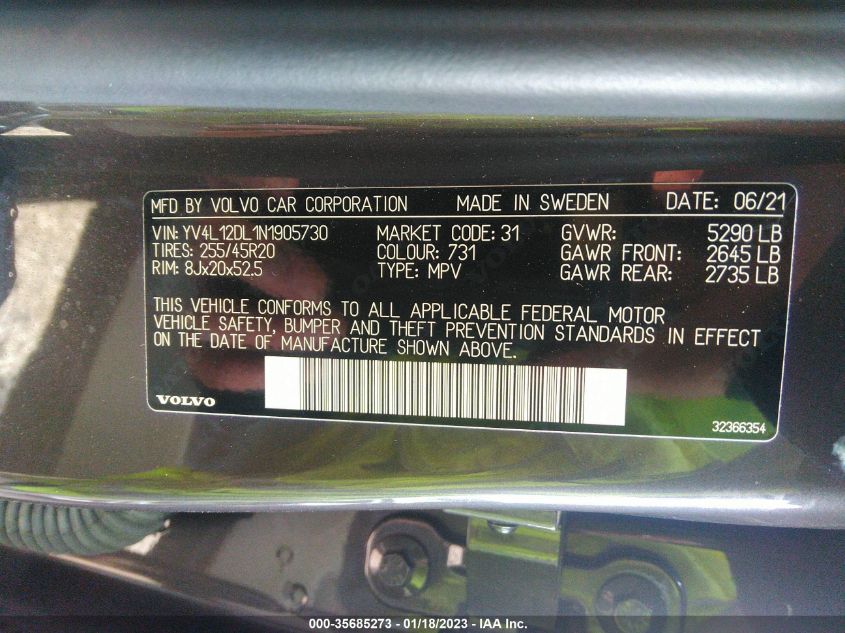 MFD BY VOLVO CAR CORPORATION MADE IN SWEDEN DATE: 06/21
VIN: YV4L12DL1N1905730 MARKET CODE: 31 GVWR: 5290 LB
TIRES: 255/45R20 COLOUR: 731 GAWR FRONT: 2645 LB
RIM: 8Jx20x52.5 TYPE: MPV GAWR REAR: 2735 LB
THIS VEHICLE CONFORMS TO ALL APPLICABLE FEDERAL MOTOR
VEHICLE SAFETY, BUMPER AND THEFT PREVENTION STANDARDS IN EFFECT
ON THE DATE OF MANUFACTURE SHOWN ABOVE.
VOLVO
32366354
000-35685273 - 01/18/2023 - IAA Inc.